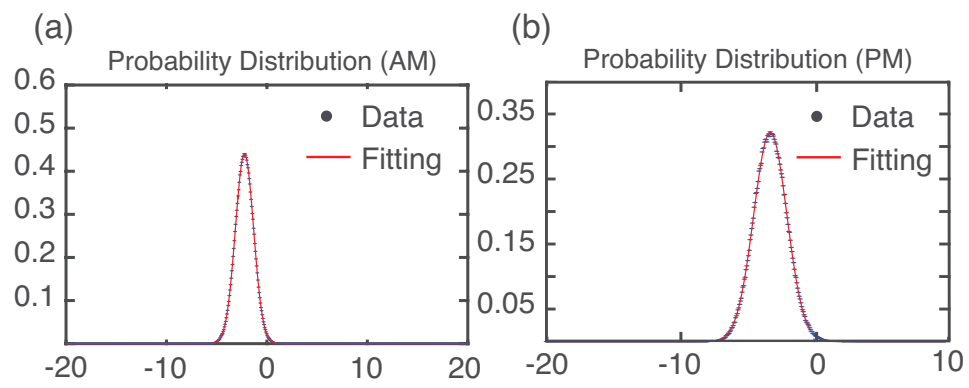 (a)
Probability Distribution (AM)
0.6
0.5
0.4
0.3
0.2
0.1
-20
-10
0
10
20
Data
Fitting
(b)
Probability Distribution (PM)
0.35
0.25
0.15
0.05
-20
-10
0
10
Data
Fitting